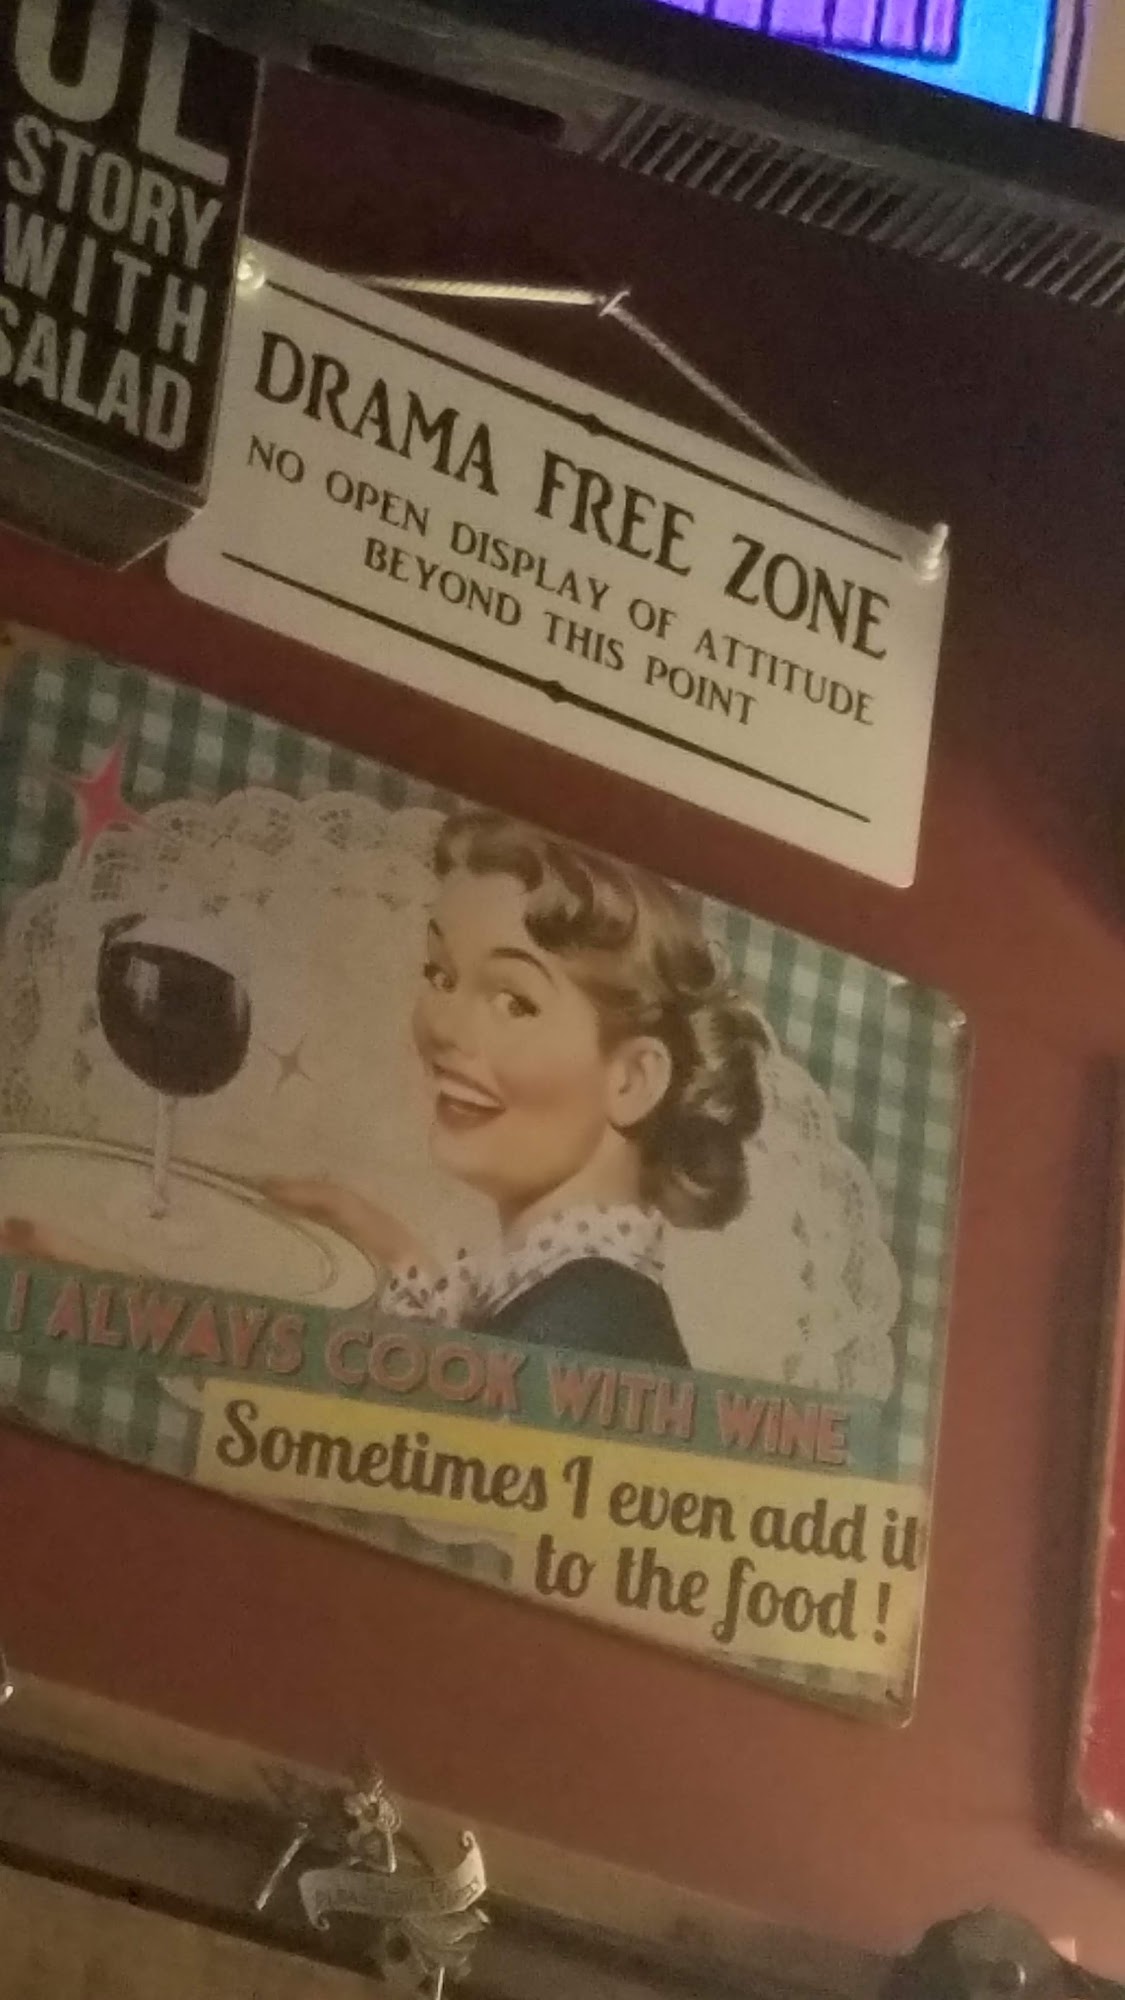 STORY
WITH
SALAD
DRAMA FREE ZONE
NO OPEN DISPLAY OF ATTITUDE
BEYOND THIS POINT
I ALWAYS COOK WITH WINE
Sometimes I even add it
to the food!